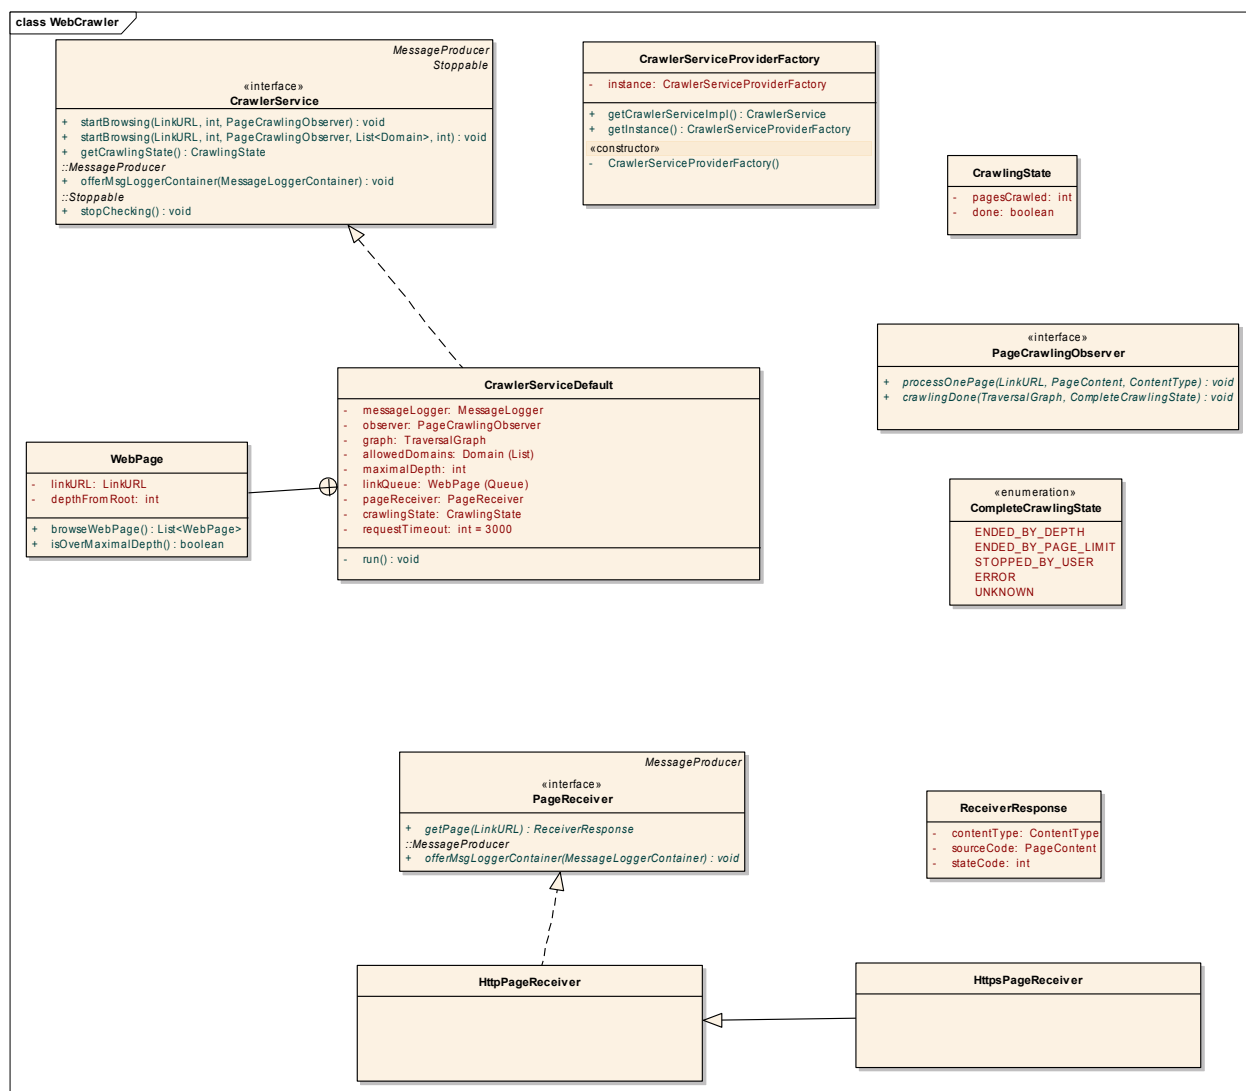 class WebCrawler
MessageProducer
Stoppable
«interface»
CrawlerService
+ startBrowsing(LinkURL, int, PageCrawlingObserver) : void
+ startBrowsing(LinkURL, int, PageCrawlingObserver, List<Domain>, int) : void
+ getCrawlingState() : CrawlingState
::MessageProducer
+ offerMsgLoggerContainer(MessageLoggerContainer) : void
::Stoppable
+ stopChecking() : void
CrawlerServiceProviderFactory
- instance: CrawlerServiceProviderFactory
+ getCrawlerServiceImpl() : CrawlerService
+ getInstance() : CrawlerServiceProviderFactory
«constructor»
- CrawlerServiceProviderFactory()
CrawlingState
- pagesCrawled: int
- done: boolean
«interface»
PageCrawlingObserver
+ processOnePage(LinkURL, PageContent, ContentType) : void
+ crawlingDone(TraversalGraph, CompleteCrawlingState) : void
CrawlerServiceDefault
- messageLogger: MessageLogger
- observer: PageCrawlingObserver
- graph: TraversalGraph
- allowedDomains: Domain (List)
- maximalDepth: int
- linkQueue: WebPage (Queue)
- pageReceiver: PageReceiver
- crawlingState: CrawlingState
- requestTimeout: int = 3000
- run() : void
WebPage
- linkURL: LinkURL
- depthFromRoot: int
+ browseWebPage() : List<WebPage>
+ isOverMaximalDepth() : boolean
«enumeration»
CompleteCrawlingState
ENDED_BY_DEPTH
ENDED_BY_PAGE_LIMIT
STOPPED_BY_USER
ERROR
UNKNOWN
MessageProducer
«interface»
PageReceiver
+ getPage(LinkURL) : ReceiverResponse
::MessageProducer
+ offerMsgLoggerContainer(MessageLoggerContainer) : void
ReceiverResponse
- contentType: ContentType
- sourceCode: PageContent
- stateCode: int
HttpPageReceiver
HttpsPageReceiver